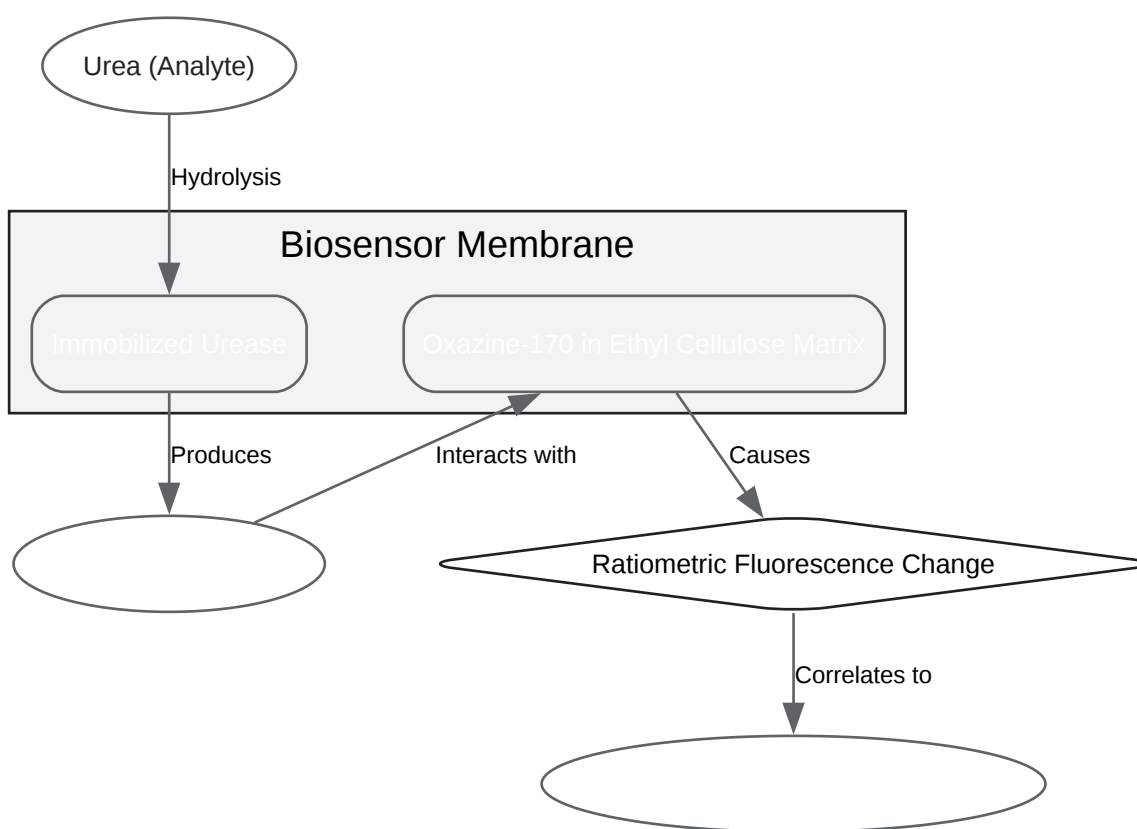 Urea (Analyte)
Hydrolysis
Biosensor Membrane
Immobilized Urease
Oxazine-170 in Ethyl Cellulose Matrix
Produces
Interacts with
Causes
Ratiometric Fluorescence Change
Correlates to